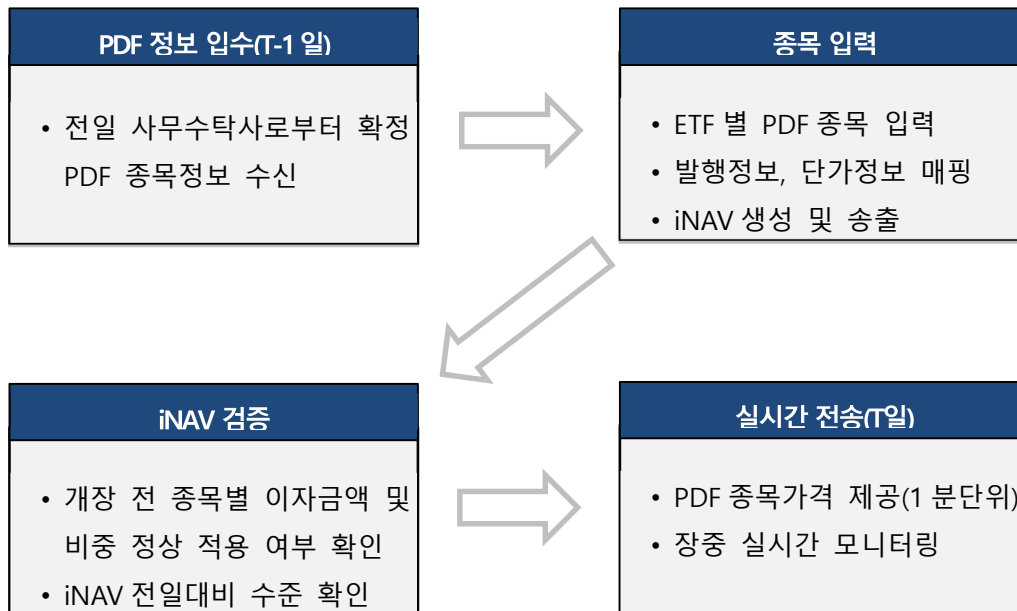 PDF 정보 입수(T-1 일)
• 전일 사무수탁사로부터 확정
PDF 종목정보 수신
종목 입력
• ETF 별 PDF 종목 입력
• 발행정보, 단가정보 매핑
• iNAV 생성 및 송출
iNAV 검증
• 개장 전 종목별 이자금액 및
비중 정상 적용 여부 확인
• iNAV 전일대비 수준 확인
실시간 전송(T일)
• PDF 종목가격 제공(1 분단위)
• 장중 실시간 모니터링